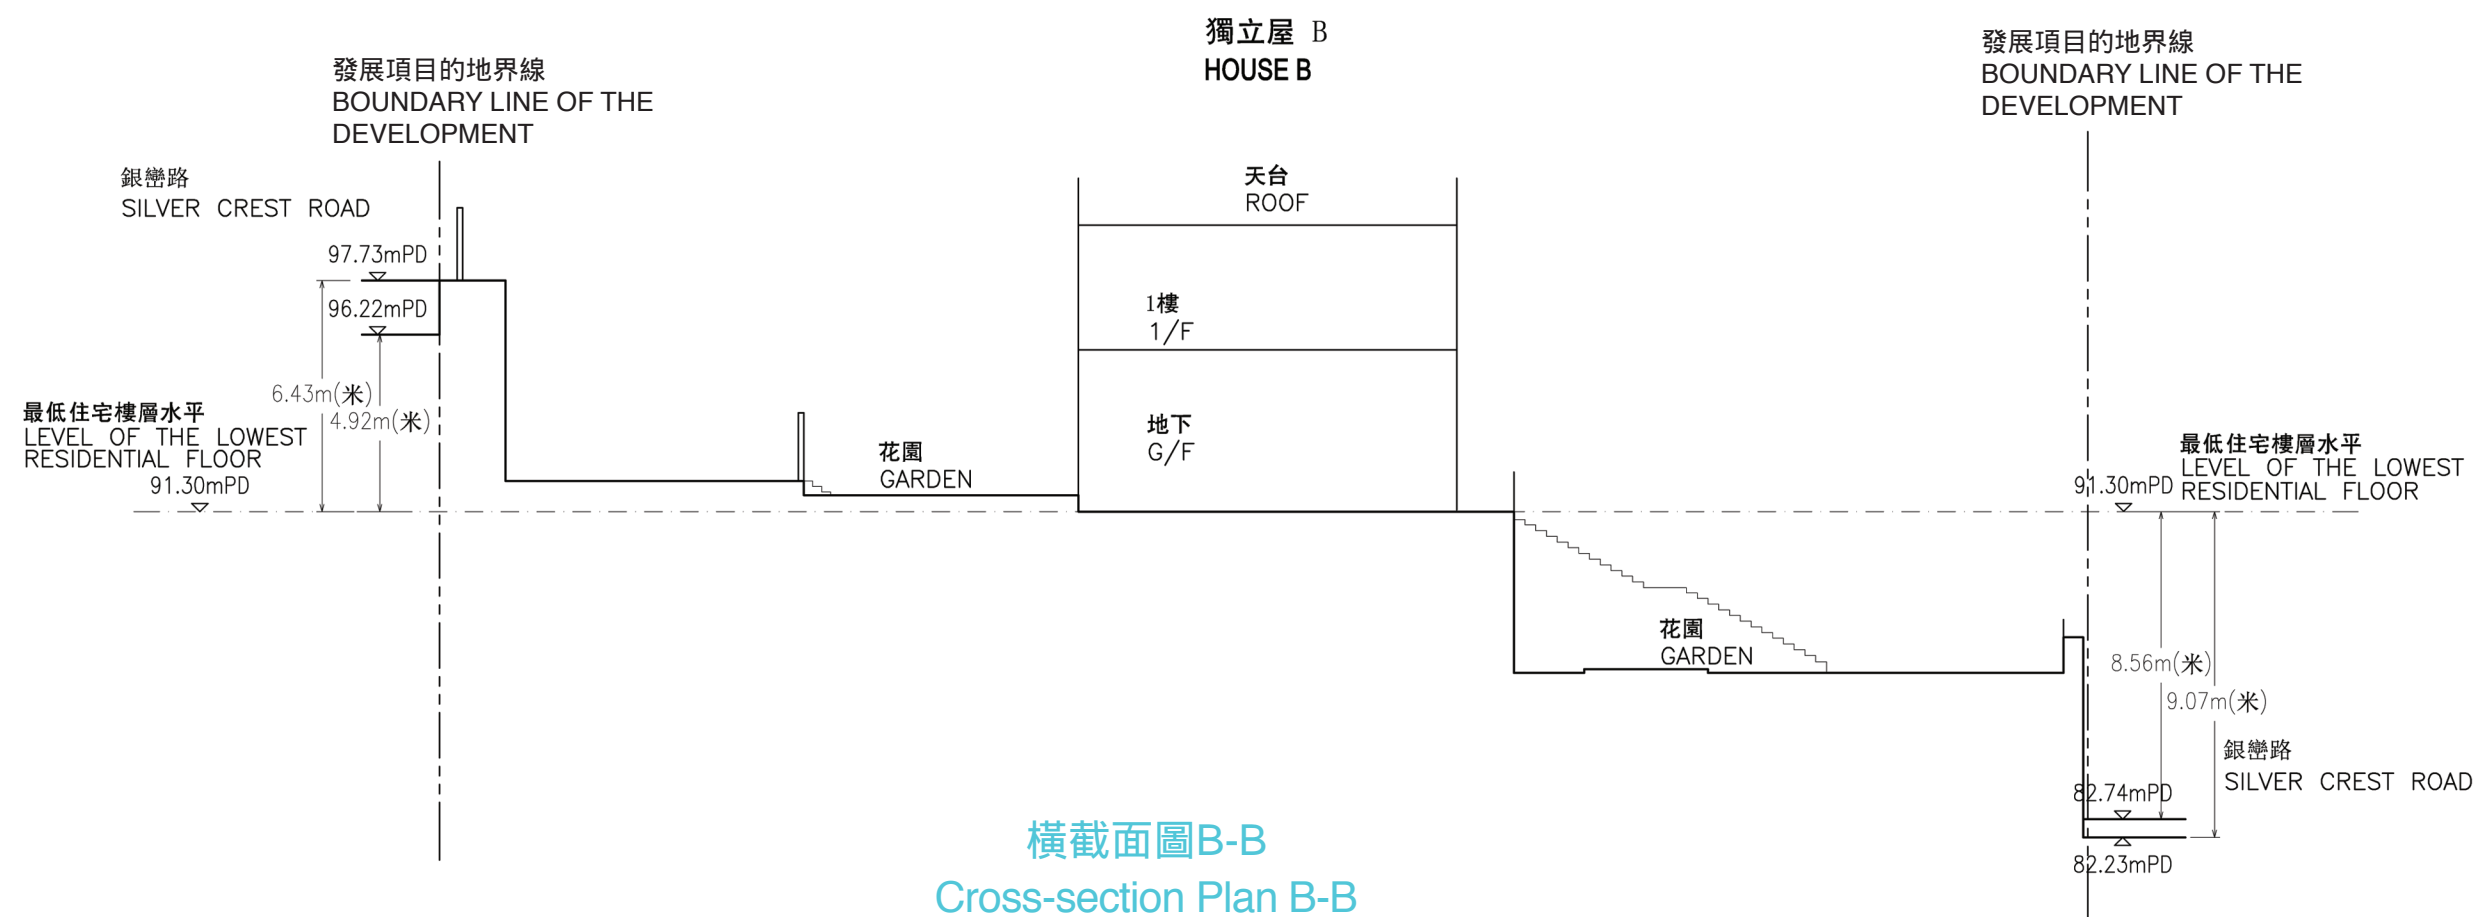 獨立屋 B
HOUSE B
發展項目的地界線
BOUNDARY LINE OF THE
DEVELOPMENT
發展項目的地界線
BOUNDARY LINE OF THE
DEVELOPMENT
銀巒路
SILVER CREST ROAD
天台
ROOF
97.73mPD
96.22mPD
1樓
1/F
6.43m(米)
4.92m(米)
最低住宅樓層水平
LEVEL OF THE LOWEST
RESIDENTIAL FLOOR
91.30mPD
花園
GARDEN
地下
G/F
最低住宅樓層水平
LEVEL OF THE LOWEST
RESIDENTIAL FLOOR
91.30mPD
花園
GARDEN
8.56m(米)
9.07m(米)
銀巒路
SILVER CREST ROAD
82.74mPD
82.23mPD
橫截面圖B-B
Cross-section Plan B-B